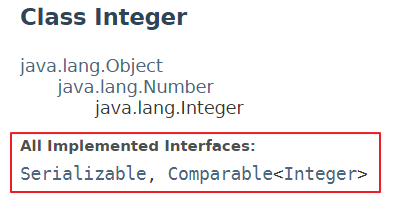 Class Integer
java.lang.Object
java.lang.Number
java.lang.Integer
All Implemented Interfaces:
Serializable, Comparable<Integer>